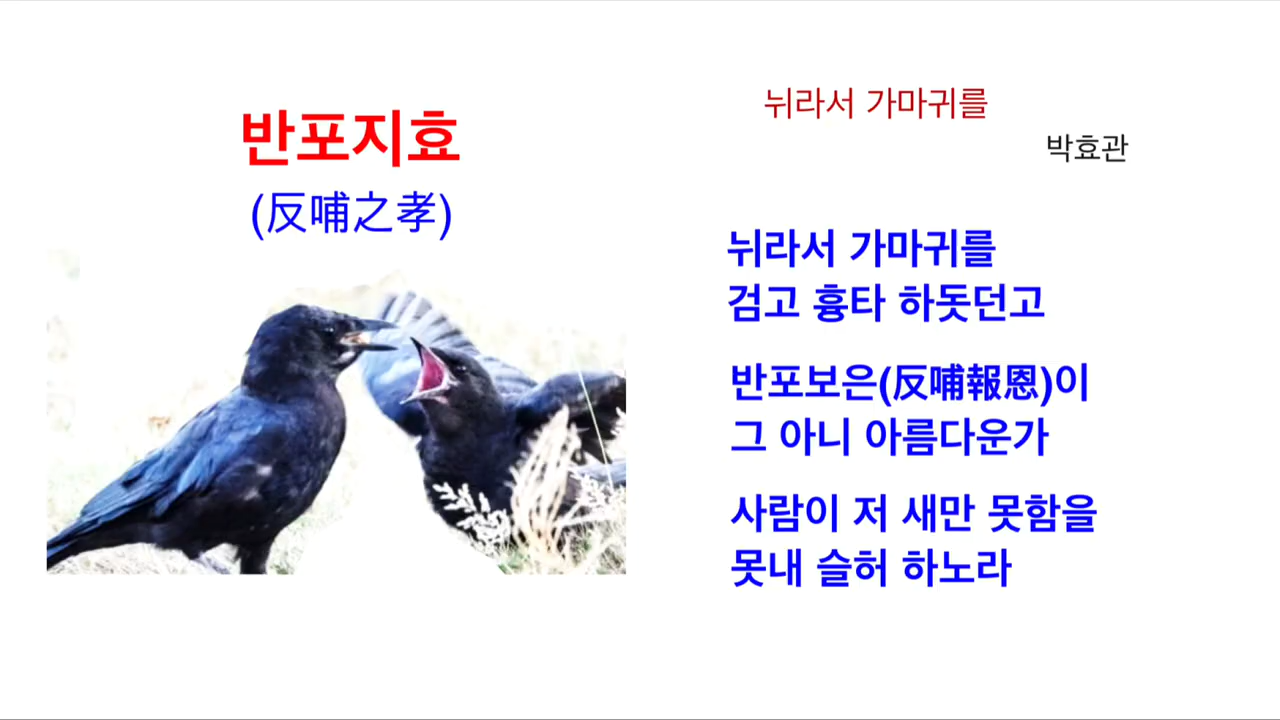 반포지효
(反哺之孝)
뉘라서 가마귀를
박효관
뉘라서 가마귀를
검고 흉타 하돗던고
반포보은(反哺報恩)이
그 아니 아름다운가
사람이 저 새만 못함을
못내 슬허 하노라